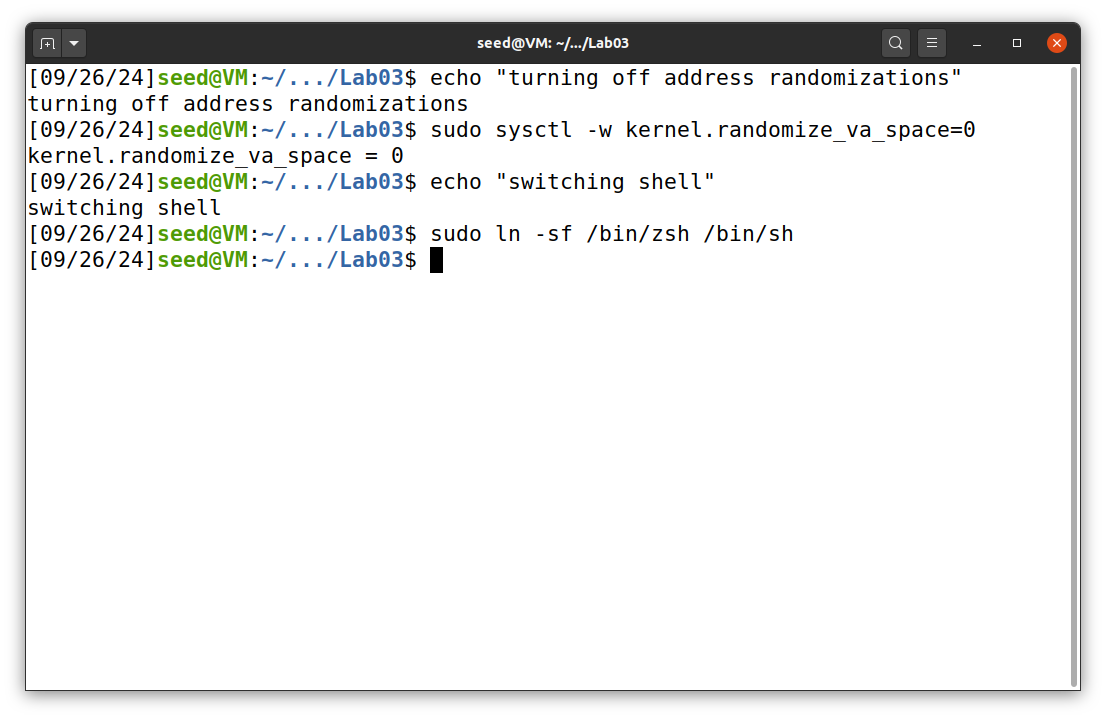 seed@VM: ~/.../Lab03
[09/26/24]seed@VM:~/.../Lab03$ echo "turning off address randomizations"
turning off address randomizations
[09/26/24]seed@VM:~/.../Lab03$ sudo sysctl -w kernel.randomize_va_space=0
kernel.randomize_va_space = 0
[09/26/24]seed@VM:~/.../Lab03$ echo "switching shell"
switching shell
[09/26/24]seed@VM:~/.../Lab03$ sudo ln -sf /bin/zsh /bin/sh
[09/26/24]seed@VM:~/.../Lab03$